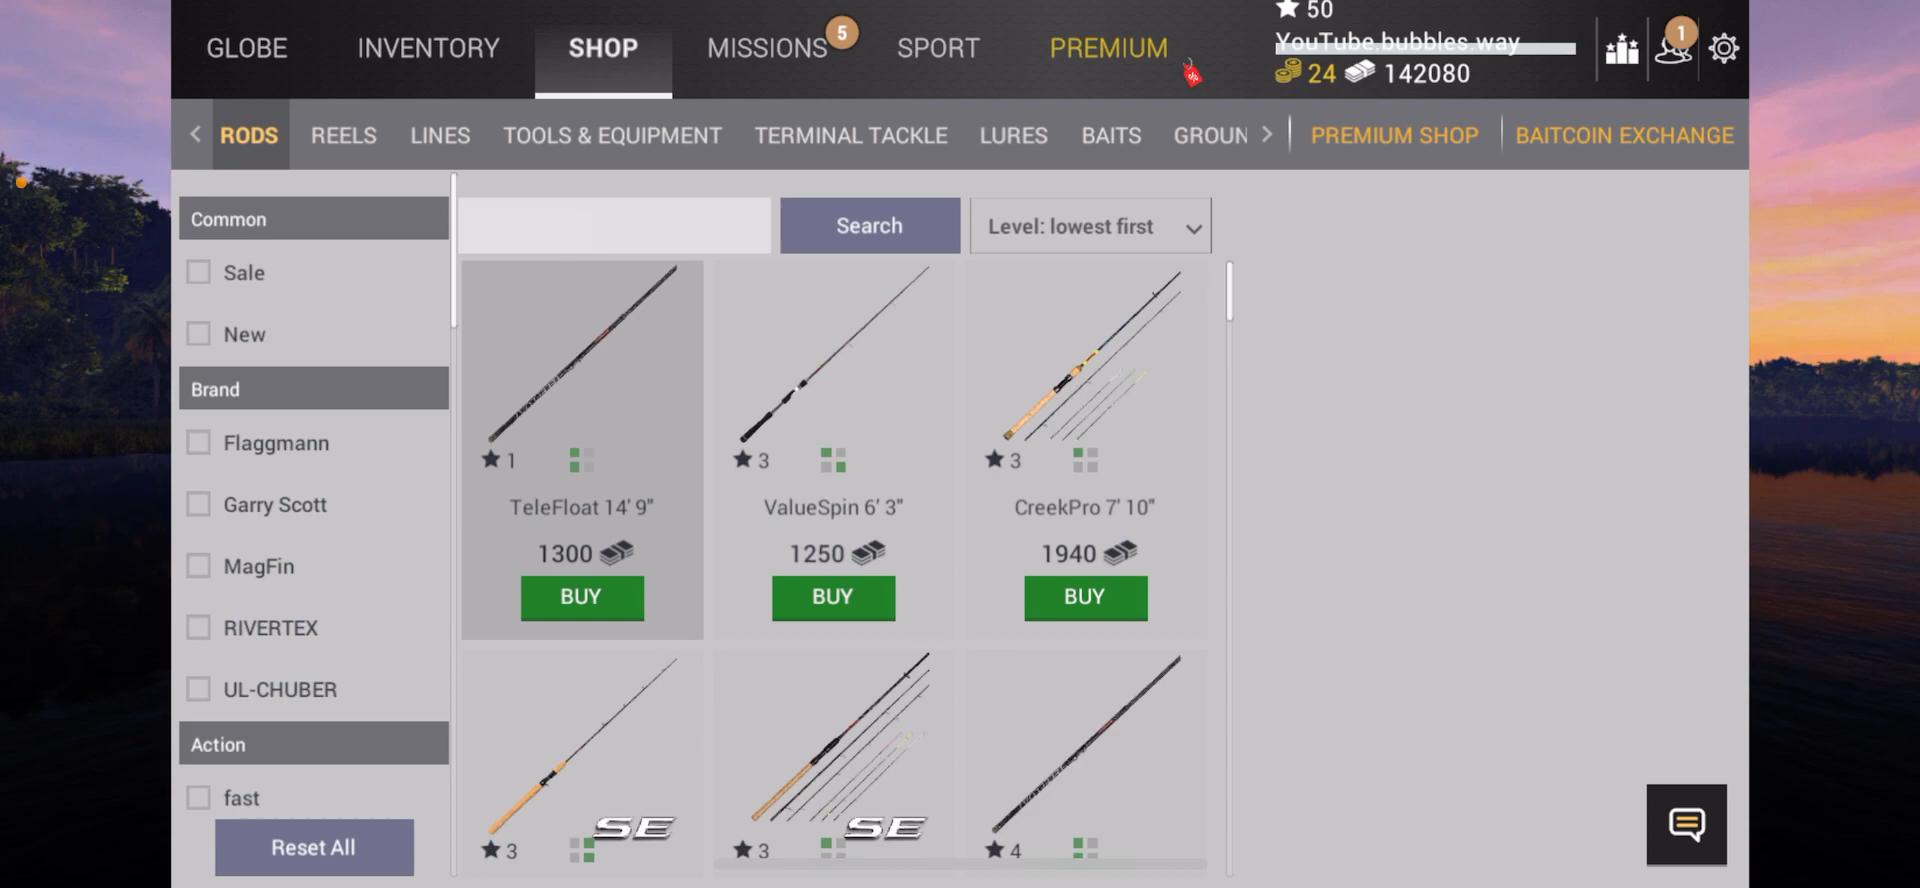 GLOBE
INVENTORY
SHOP
MISSIONS
5
SPORT
PREMIUM
50
YouTube.bubbles.way
24
142080
1
RODS
REELS
LINES
TOOLS & EQUIPMENT
TERMINAL TACKLE
LURES
BAITS
GROUN
PREMIUM SHOP
BAITCOIN EXCHANGE
Common
Sale
New
Brand
Flaggmann
Garry Scott
MagFin
RIVERTEX
UL-CHUBER
Action
fast
Reset All
Search
Level: lowest first
1
TeleFloat 14' 9"
1300
BUY
3
ValueSpin 6' 3"
1250
BUY
3
CreekPro 7' 10"
1940
BUY
SE
3
SE
3
4